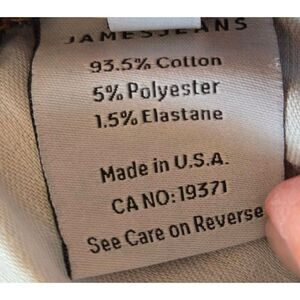 JAMESJEANS
93.5% Cotton
5% Polyester
1.5% Elastane
Made in U.S.A.
CA NO: 19371
See Care on Reverse